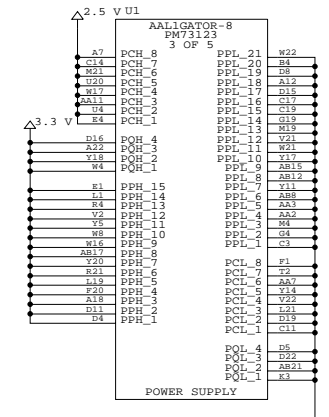 2.5 V U1
AAL1GATOR-8
PM73123
3 OF 5
A7 PCH_8 PPL_21 W22
C14 PCH_7 PPL_20 B4
M21 PCH_6 PPL_19 D8
U20 PCH_5 PPL_18 A12
W17 PCH_4 PPL_17 D15
AA11 PCH_3 PPL_16 C17
U4 PCH_2 PPL_15 C19
E4 PCH_1 PPL_14 G19
3.3 V PPL_13 M19
D16 PQH_4 PPL_12 V21
A22 PQH_3 PPL_11 W21
Y18 PQH_2 PPL_10 Y17
W4 PQH_1 PPL_9 AB15
PPL_8 AB12
E1 PPH_15 PPL_7 Y11
L1 PPH_14 PPL_6 AB8
R4 PPH_13 PPL_5 AA3
V2 PPH_12 PPL_4 AA2
Y5 PPH_11 PPL_3 M4
W8 PPH_10 PPL_2 G4
W16 PPH_9 PPL_1 C3
AB17 PPH_8
Y20 PPH_7 PCL_8 F1
R21 PPH_6 PCL_7 T2
L19 PPH_5 PCL_6 AA7
F20 PPH_4 PCL_5 Y14
A18 PPH_3 PCL_4 V22
D11 PPH_2 PCL_3 L21
D4 PPH_1 PCL_2 D19
PCL_1 C11
PQL_4 D5
PQL_3 D22
PQL_2 AB21
PQL_1 K3
POWER SUPPLY